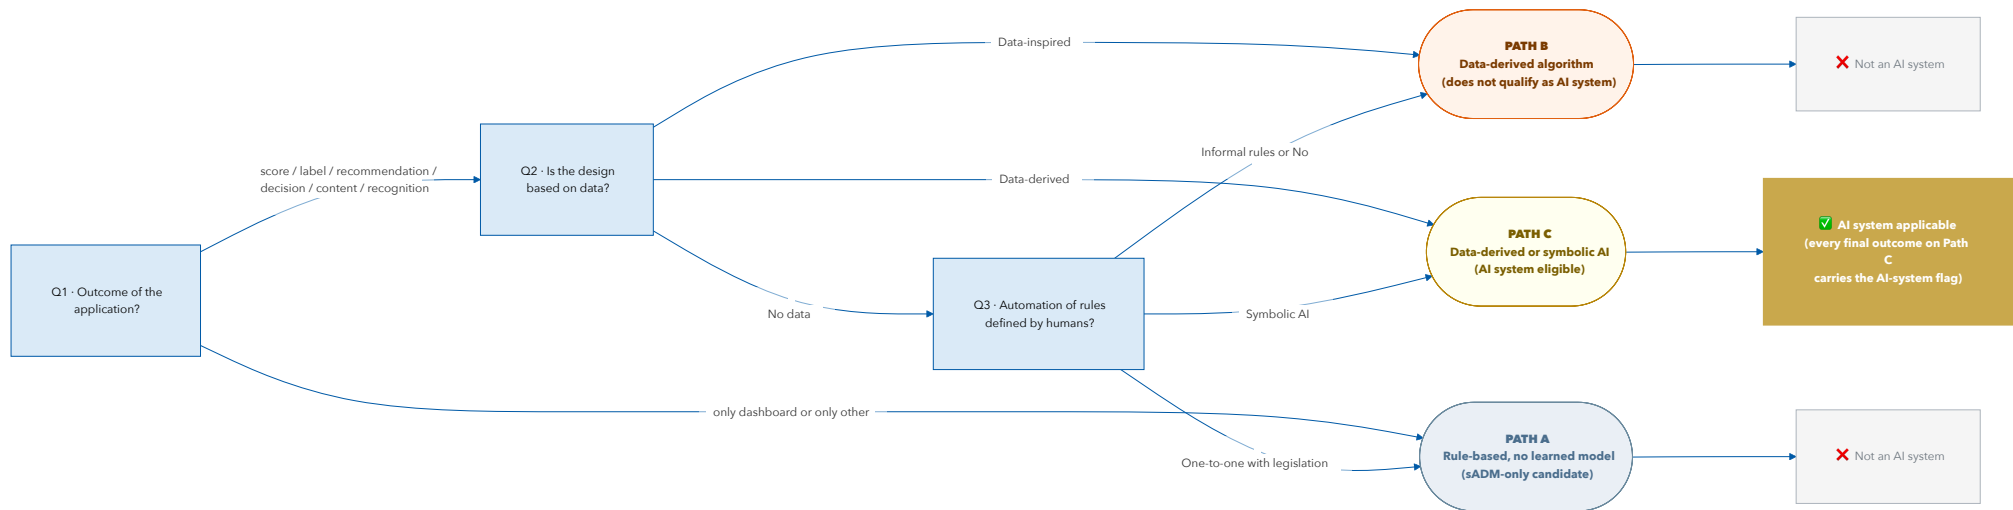 Q1 · Outcome of the
application?
score / label / recommendation /
decision / content / recognition
only dashboard or only other
Q2 · Is the design
based on data?
Data-inspired
Data-derived
No data
Q3 · Automation of rules
defined by humans?
Informal rules or No
Symbolic AI
One-to-one with legislation
PATH B
Data-derived algorithm
(does not qualify as AI system)
❌ Not an AI system
PATH C
Data-derived or symbolic AI
(AI system eligible)
✅ AI system applicable
(every final outcome on Path
C
carries the AI-system flag)
PATH A
Rule-based, no learned model
(sADM-only candidate)
❌ Not an AI system